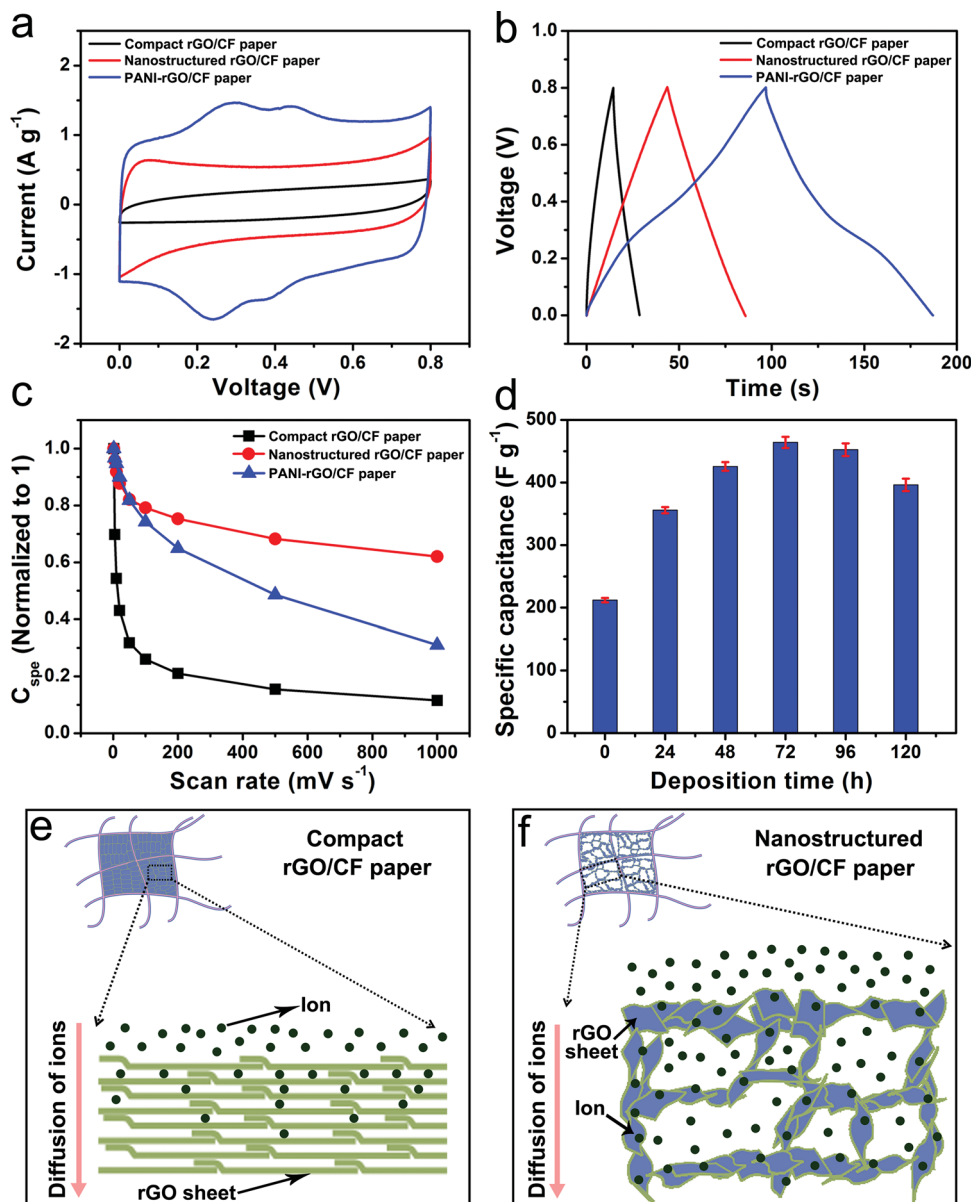 a
Compact rGO/CF paper
Nanostructured rGO/CF paper
PANI-rGO/CF paper
2
1
0
-1
-2
Current (A g⁻¹)
0.0 0.2 0.4 0.6 0.8
Voltage (V)
b
Compact rGO/CF paper
Nanostructured rGO/CF paper
PANI-rGO/CF paper
1.0
0.8
0.6
0.4
0.2
0.0
Voltage (V)
0 50 100 150 200
Time (s)
c
Compact rGO/CF paper
Nanostructured rGO/CF paper
PANI-rGO/CF paper
1.0
0.8
0.6
0.4
0.2
0.0
C_spe (Normalized to 1)
0 200 400 600 800 1000
Scan rate (mV s⁻¹)
d
500
450
400
350
300
250
200
100
0
Specific capacitance (F g⁻¹)
0 24 48 72 96 120
Deposition time (h)
e
Compact
rGO/CF paper
Ion
Diffusion of ions
rGO sheet
f
Nanostructured
rGO/CF paper
rGO
sheet
Ion
Diffusion of ions